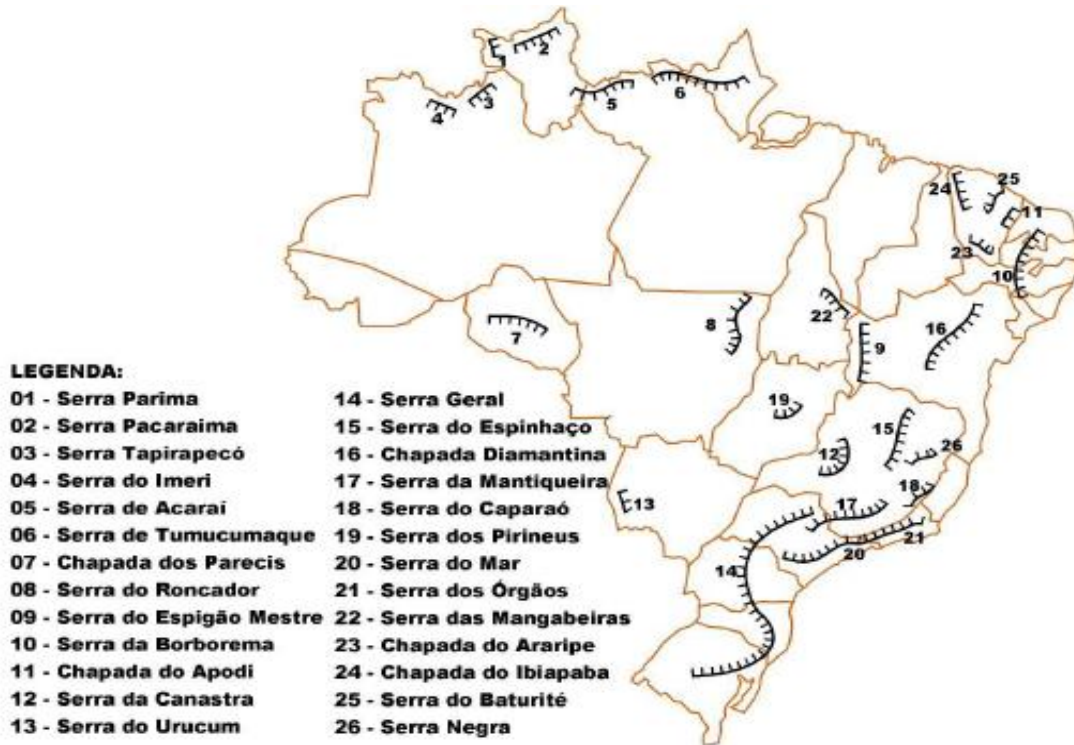 1
2
3
4
5
6
24
25
11
23
10
8
22
7
9
16
LEGENDA:
01 - Serra Parima
02 - Serra Pacaraima
03 - Serra Tapirapecó
04 - Serra do Imeri
05 - Serra de Acaraí
06 - Serra de Tumucumaque
07 - Chapada dos Parecis
08 - Serra do Roncador
09 - Serra do Espigão Mestre
10 - Serra da Borborema
11 - Chapada do Apodi
12 - Serra da Canastra
13 - Serra do Urucum
14 - Serra Geral
15 - Serra do Espinhaço
16 - Chapada Diamantina
17 - Serra da Mantiqueira
18 - Serra do Caparaó
19 - Serra dos Pirineus
20 - Serra do Mar
21 - Serra dos Órgãos
22 - Serra das Mangabeiras
23 - Chapada do Araripe
24 - Chapada do Ibiapaba
25 - Serra do Baturité
26 - Serra Negra
19
15
26
12
18
13
17
21
20
14